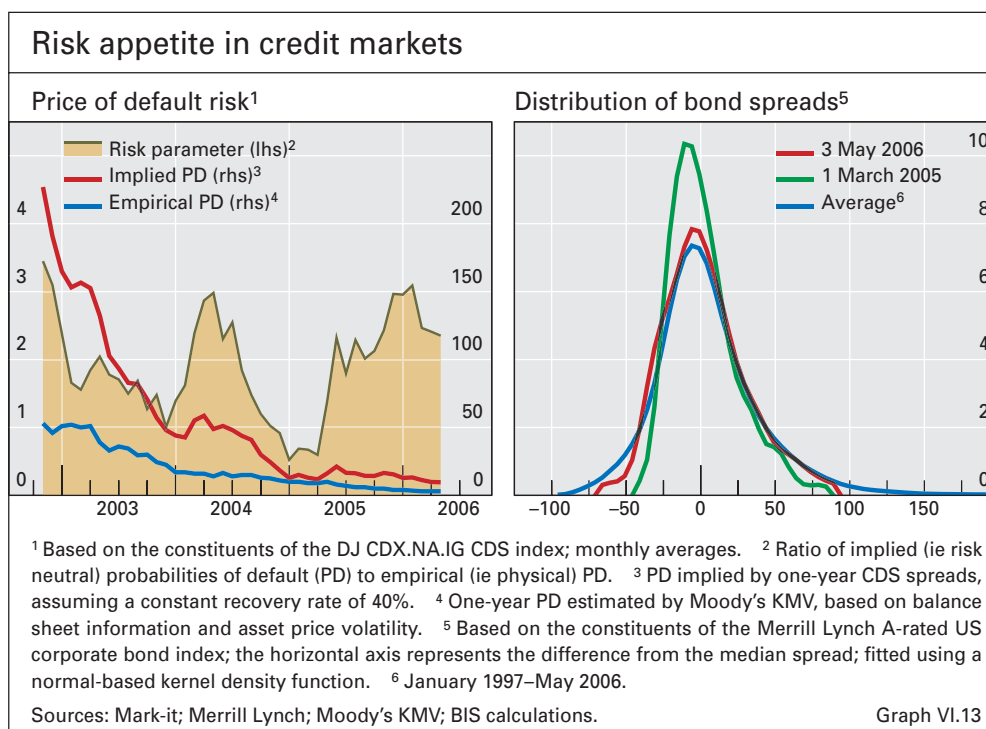 Risk appetite in credit markets
Price of default risk¹
Risk parameter (lhs)²
Implied PD (rhs)³
Empirical PD (rhs)⁴
4 200
3 150
2 100
1 50
0 0
2003 2004 2005 2006
Distribution of bond spreads⁵
3 May 2006
1 March 2005
Average⁶
10
8
6
4
2
0
–100 –50 0 50 100 150
¹ Based on the constituents of the DJ CDX.NA.IG CDS index; monthly averages. ² Ratio of implied (ie risk
neutral) probabilities of default (PD) to empirical (ie physical) PD. ³ PD implied by one-year CDS spreads,
assuming a constant recovery rate of 40%. ⁴ One-year PD estimated by Moody's KMV, based on balance
sheet information and asset price volatility. ⁵ Based on the constituents of the Merrill Lynch A-rated US
corporate bond index; the horizontal axis represents the difference from the median spread; fitted using a
normal-based kernel density function. ⁶ January 1997–May 2006.
Sources: Mark-it; Merrill Lynch; Moody's KMV; BIS calculations. Graph VI.13